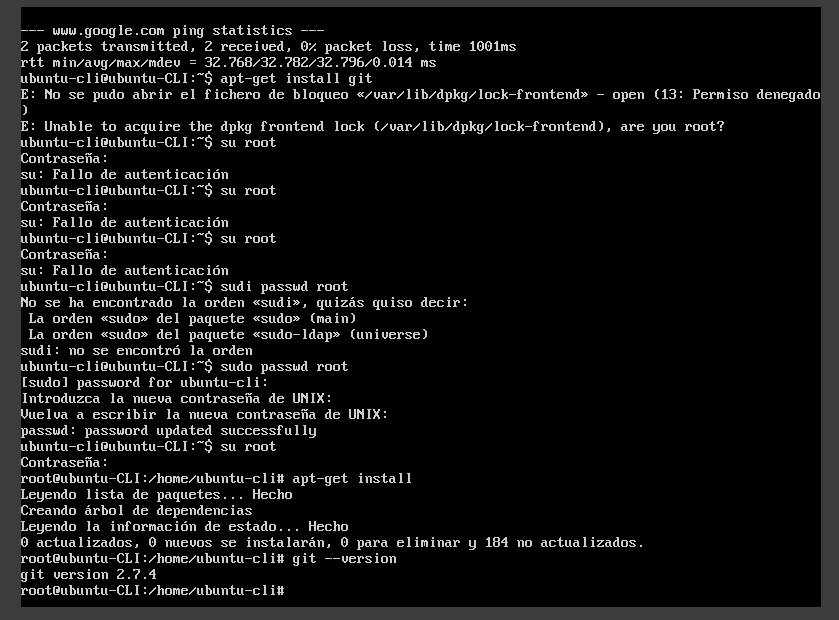 --- www.google.com ping statistics ---
2 packets transmitted, 2 received, 0% packet loss, time 1001ms
rtt min/avg/max/mdev = 32.768/32.782/32.796/0.014 ms
ubuntu-cli@ubuntu-CLI:~$ apt-get install git
E: No se pudo abrir el fichero de bloqueo «/var/lib/dpkg/lock-frontend» - open (13: Permiso denegado
)
E: Unable to acquire the dpkg frontend lock (/var/lib/dpkg/lock-frontend), are you root?
ubuntu-cli@ubuntu-CLI:~$ su root
Contraseña:
su: Fallo de autenticación
ubuntu-cli@ubuntu-CLI:~$ su root
Contraseña:
su: Fallo de autenticación
ubuntu-cli@ubuntu-CLI:~$ su root
Contraseña:
su: Fallo de autenticación
ubuntu-cli@ubuntu-CLI:~$ sudi passwd root
No se ha encontrado la orden «sudi», quizás quiso decir:
 La orden «sudo» del paquete «sudo» (main)
 La orden «sudo» del paquete «sudo-ldap» (universe)
sudi: no se encontró la orden
ubuntu-cli@ubuntu-CLI:~$ sudo passwd root
[sudo] password for ubuntu-cli:
Introduzca la nueva contraseña de UNIX:
Vuelva a escribir la nueva contraseña de UNIX:
passwd: password updated successfully
ubuntu-cli@ubuntu-CLI:~$ su root
Contraseña:
root@ubuntu-CLI:/home/ubuntu-cli# apt-get install
Leyendo lista de paquetes... Hecho
Creando árbol de dependencias
Leyendo la información de estado... Hecho
0 actualizados, 0 nuevos se instalarán, 0 para eliminar y 184 no actualizados.
root@ubuntu-CLI:/home/ubuntu-cli# git --version
git version 2.7.4
root@ubuntu-CLI:/home/ubuntu-cli#